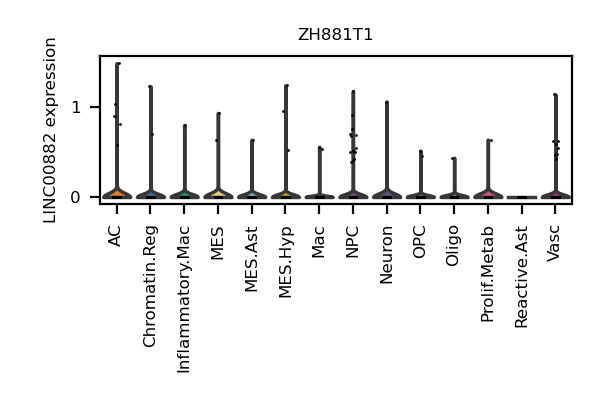 ZH881T1
LINC00882 expression
1
0
AC
Chromatin.Reg
Inflammatory.Mac
MES
MES.Ast
MES.Hyp
Mac
NPC
Neuron
OPC
Oligo
Prolif.Metab
Reactive.Ast
Vasc